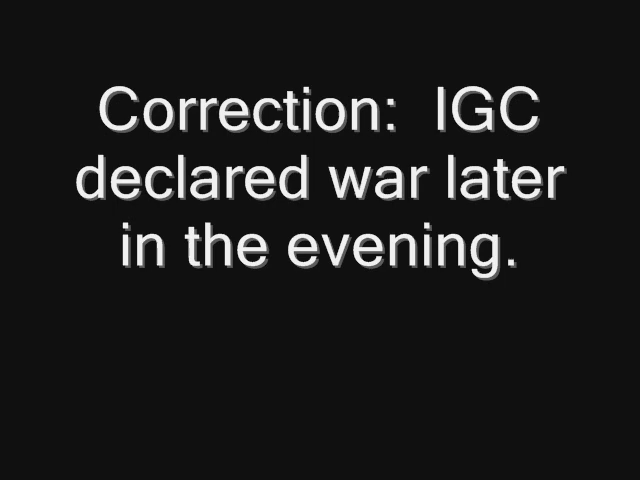 Correction:  IGC
declared war later
in the evening.